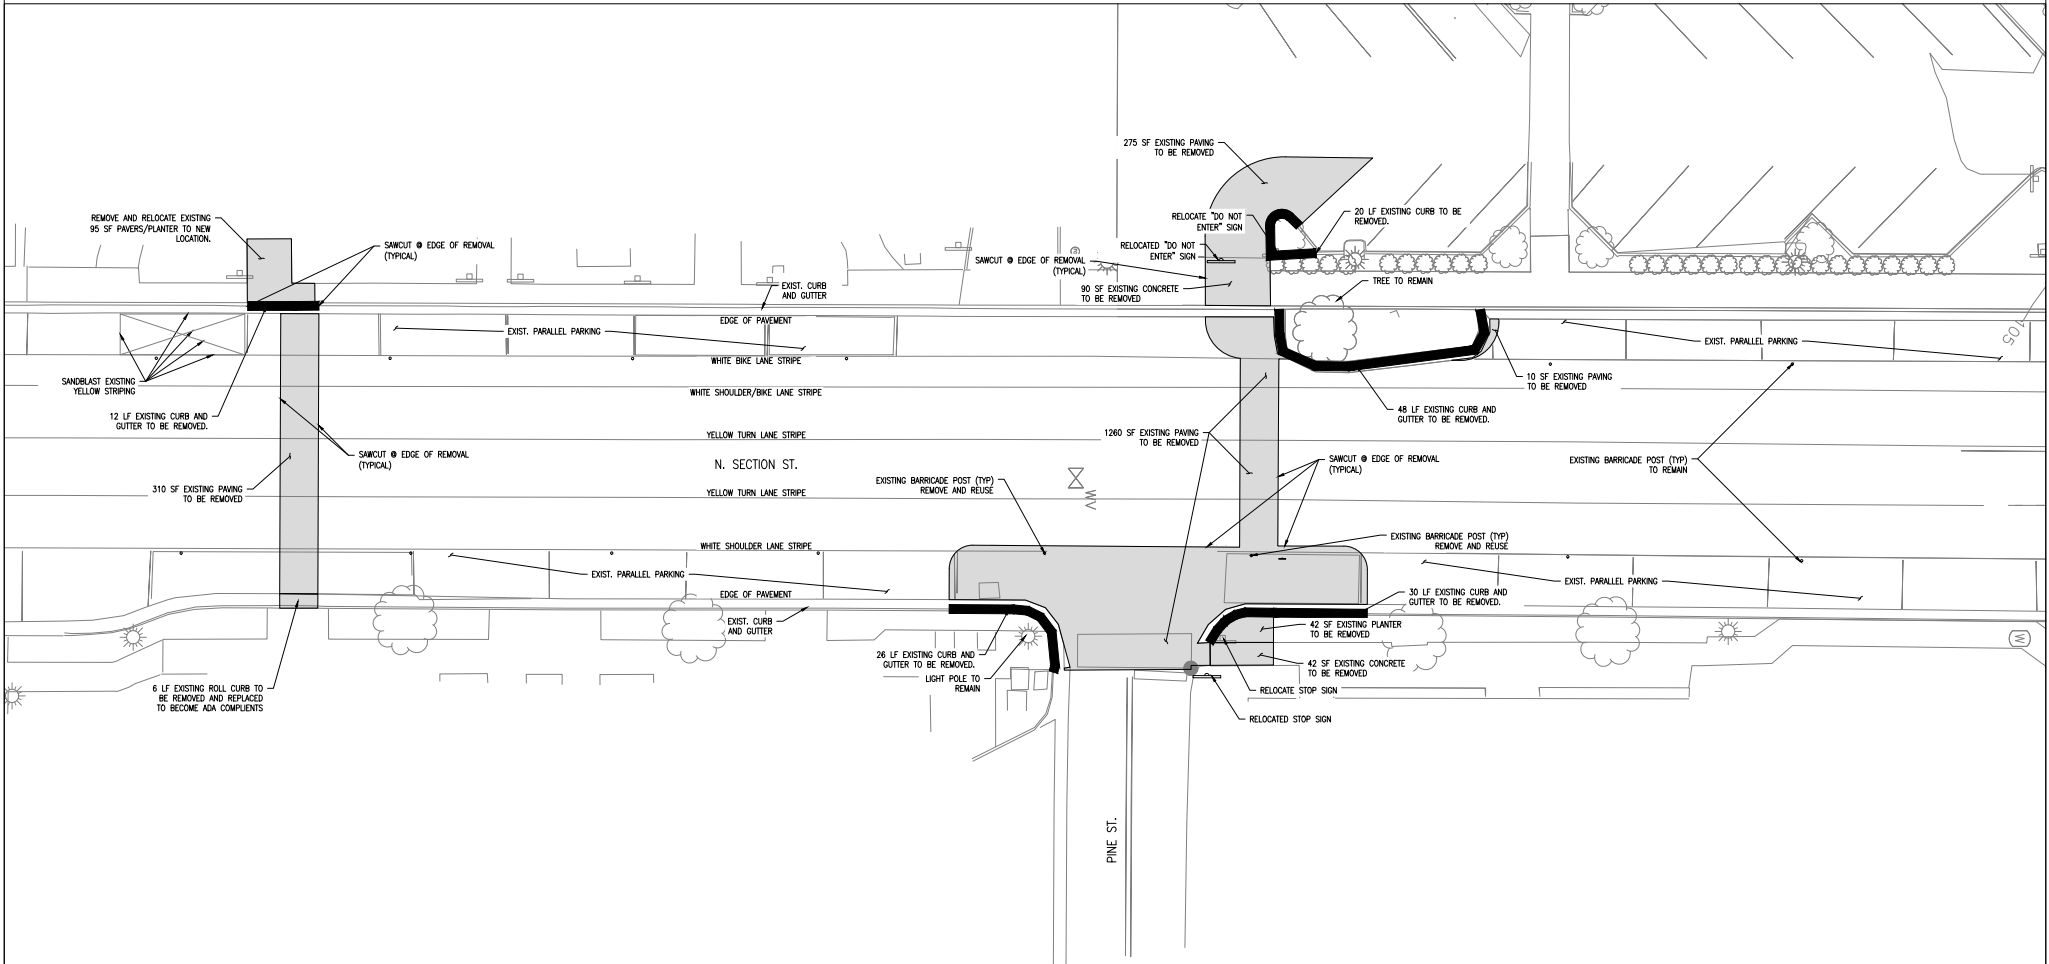 275 SF EXISTING PAVING
TO BE REMOVED
REMOVE AND RELOCATE EXISTING
95 SF PAVERS/PLANTER TO NEW
LOCATION.
SAWCUT @ EDGE OF REMOVAL
(TYPICAL)
RELOCATE "DO NOT
ENTER" SIGN
20 LF EXISTING CURB TO BE
REMOVED.
RELOCATED "DO NOT
ENTER" SIGN
SAWCUT @ EDGE OF REMOVAL
(TYPICAL)
EXIST. CURB
AND GUTTER
90 SF EXISTING CONCRETE
TO BE REMOVED
TREE TO REMAIN
EDGE OF PAVEMENT
EXIST. PARALLEL PARKING
EXIST. PARALLEL PARKING
705
WHITE BIKE LANE STRIPE
SANDBLAST EXISTING
YELLOW STRIPING
10 SF EXISTING PAVING
TO BE REMOVED
WHITE SHOULDER/BIKE LANE STRIPE
12 LF EXISTING CURB AND
GUTTER TO BE REMOVED.
48 LF EXISTING CURB AND
GUTTER TO BE REMOVED.
YELLOW TURN LANE STRIPE
1260 SF EXISTING PAVING
TO BE REMOVED
SAWCUT @ EDGE OF REMOVAL
(TYPICAL)
N. SECTION ST.
SAWCUT @ EDGE OF REMOVAL
(TYPICAL)
EXISTING BARRICADE POST (TYP)
TO REMAIN
310 SF EXISTING PAVING
TO BE REMOVED
YELLOW TURN LANE STRIPE
EXISTING BARRICADE POST (TYP)
REMOVE AND REUSE
WV
EXISTING BARRICADE POST (TYP)
REMOVE AND REUSE
WHITE SHOULDER LANE STRIPE
EXIST. PARALLEL PARKING
EXIST. PARALLEL PARKING
EDGE OF PAVEMENT
30 LF EXISTING CURB AND
GUTTER TO BE REMOVED.
EXIST. CURB
AND GUTTER
42 SF EXISTING PLANTER
TO BE REMOVED
W
26 LF EXISTING CURB AND
GUTTER TO BE REMOVED.
42 SF EXISTING CONCRETE
TO BE REMOVED
LIGHT POLE TO
REMAIN
6 LF EXISTING ROLL CURB TO
BE REMOVED AND REPLACED
TO BECOME ADA COMPLIENTS
RELOCATE STOP SIGN
RELOCATED STOP SIGN
PINE ST.